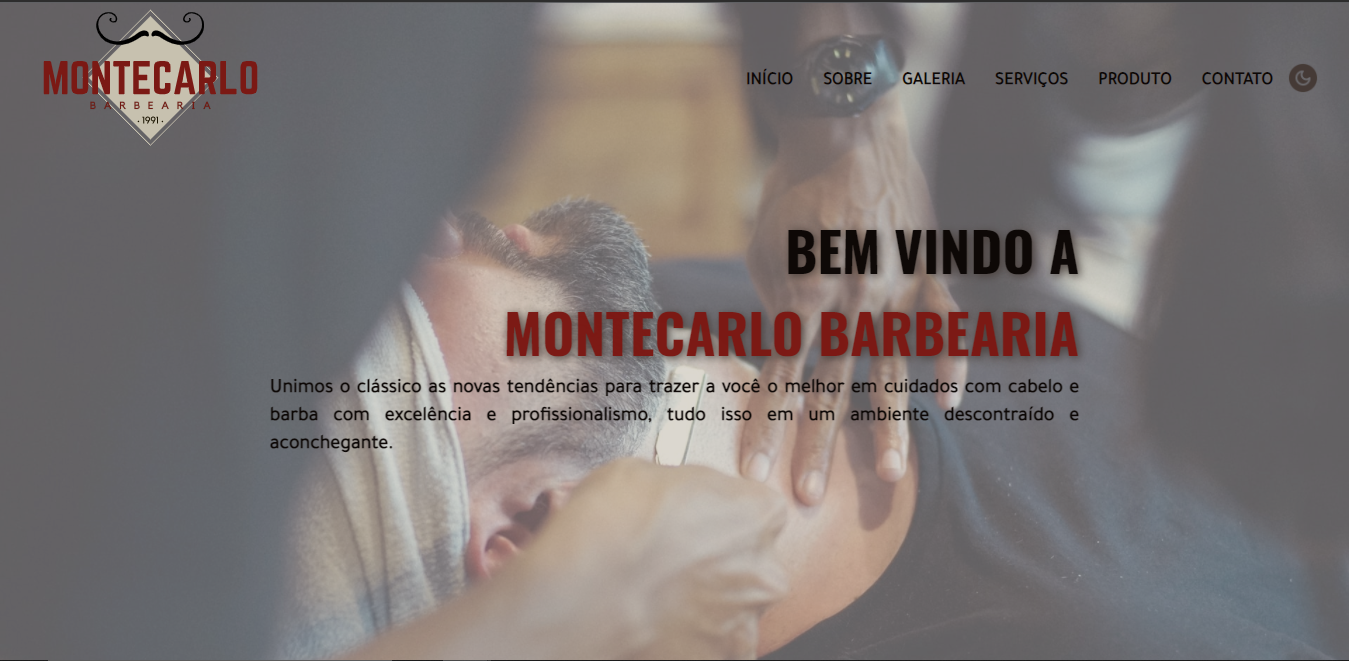 MONTECARLO
BARBEARIA
· 1991 ·
INÍCIO SOBRE GALERIA SERVIÇOS PRODUTO CONTATO
BEM VINDO A
MONTECARLO BARBEARIA
Unimos o clássico as novas tendências para trazer a você o melhor em cuidados com cabelo e
barba com excelência e profissionalismo, tudo isso em um ambiente descontraído e
aconchegante.